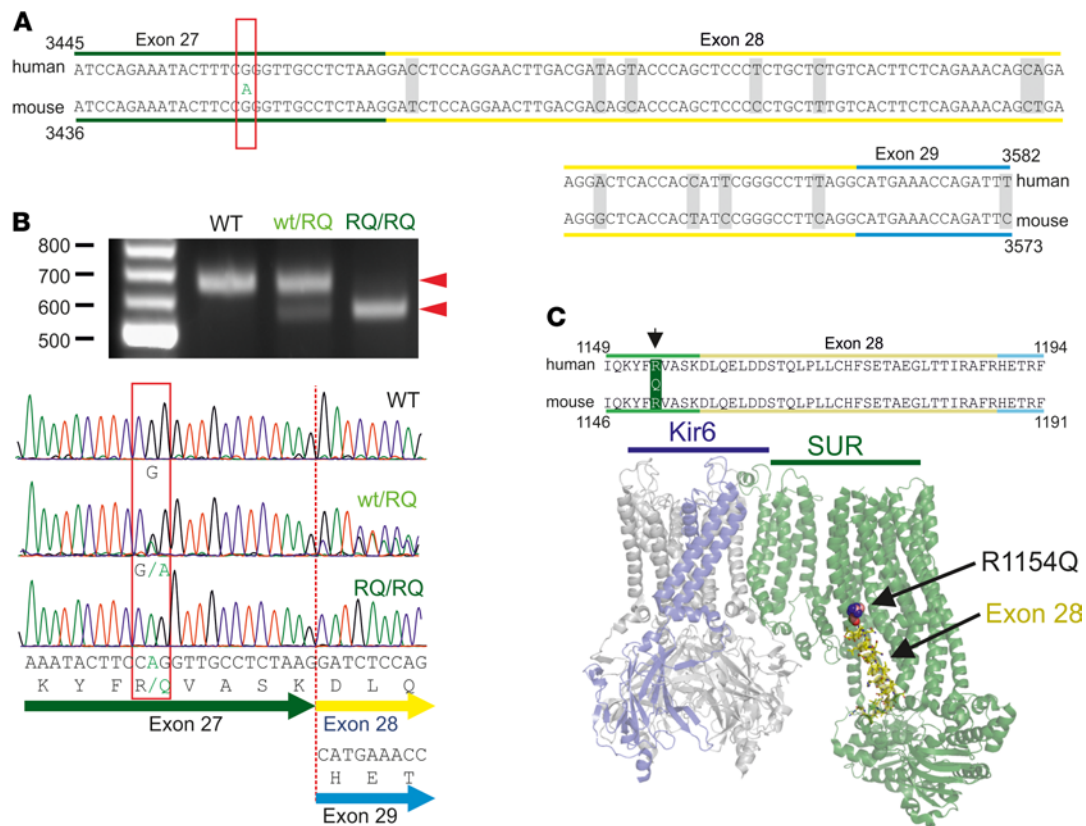 A
3445
Exon 27
Exon 28
human
ATCCAGAAATACTTTCGGGTTGCCTCTAAGGACCTCCAGGAACTTGACGATAGTACCCAGCTCCCTCTGCTCTGTCACTTCTCAGAAACAGCAGA
A
mouse
ATCCAGAAATACTTCCGGGTTGCCTCTAAGGATCTCCAGGAACTTGACGACAGCACCCAGCTCCCCCTGCTTTGTCACTTCTCAGAAACAGCTGA
3436
Exon 29
3582
AGGACTCACCACCATTCGGGCCTTTAGGCATGAAACCAGATTT human
AGGGCTCACCACTATCCGGGCCTTCAGGCATGAAACCAGATTC mouse
3573
B
WT wt/RQ RQ/RQ
800
700
600
500
WT
G
wt/RQ
G/A
RQ/RQ
AAATACTTCCAGGTTGCCTCTAAGGATCTCCAG
K Y F R/Q V A S K D L Q
Exon 27
Exon 28
CATGAAACC
H E T
Exon 29
C
1149
Exon 28
1194
human
IQKYFRVASKDLQELDDSTQLPLLCHFSETAEGLTTIRAFRHETRF
Q
mouse
IQKYFRVASKDLQELDDSTQLPLLCHFSETAEGLTTIRAFRHETRF
1146
1191
Kir6
SUR
R1154Q
Exon 28